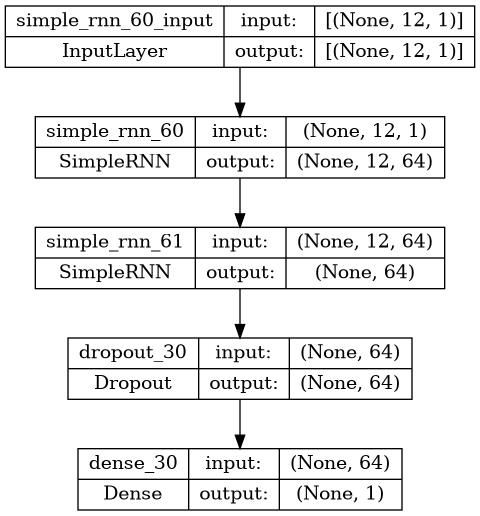 simple_rnn_60_input input: [(None, 12, 1)]
InputLayer output: [(None, 12, 1)]
simple_rnn_60 input: (None, 12, 1)
SimpleRNN output: (None, 12, 64)
simple_rnn_61 input: (None, 12, 64)
SimpleRNN output: (None, 64)
dropout_30 input: (None, 64)
Dropout output: (None, 64)
dense_30 input: (None, 64)
Dense output: (None, 1)